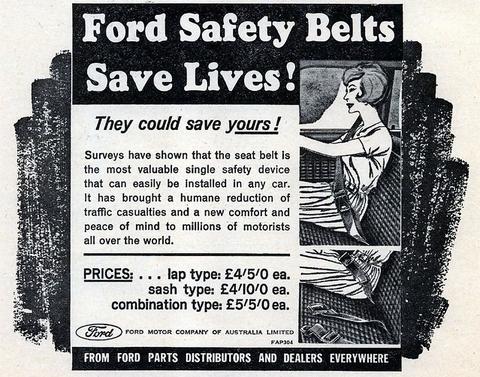 Ford Safety Belts
Save Lives!
They could save yours!
Surveys have shown that the seat belt is
the most valuable single safety device
that can easily be installed in any car.
It has brought a humane reduction of
traffic casualties and a new comfort and
peace of mind to millions of motorists
all over the world.
PRICES: . . . lap type: £4/5/0 ea.
sash type: £4/10/0 ea.
combination type: £5/5/0 ea.
Ford FORD MOTOR COMPANY OF AUSTRALIA LIMITED
FAP304
FROM FORD PARTS DISTRIBUTORS AND DEALERS EVERYWHERE